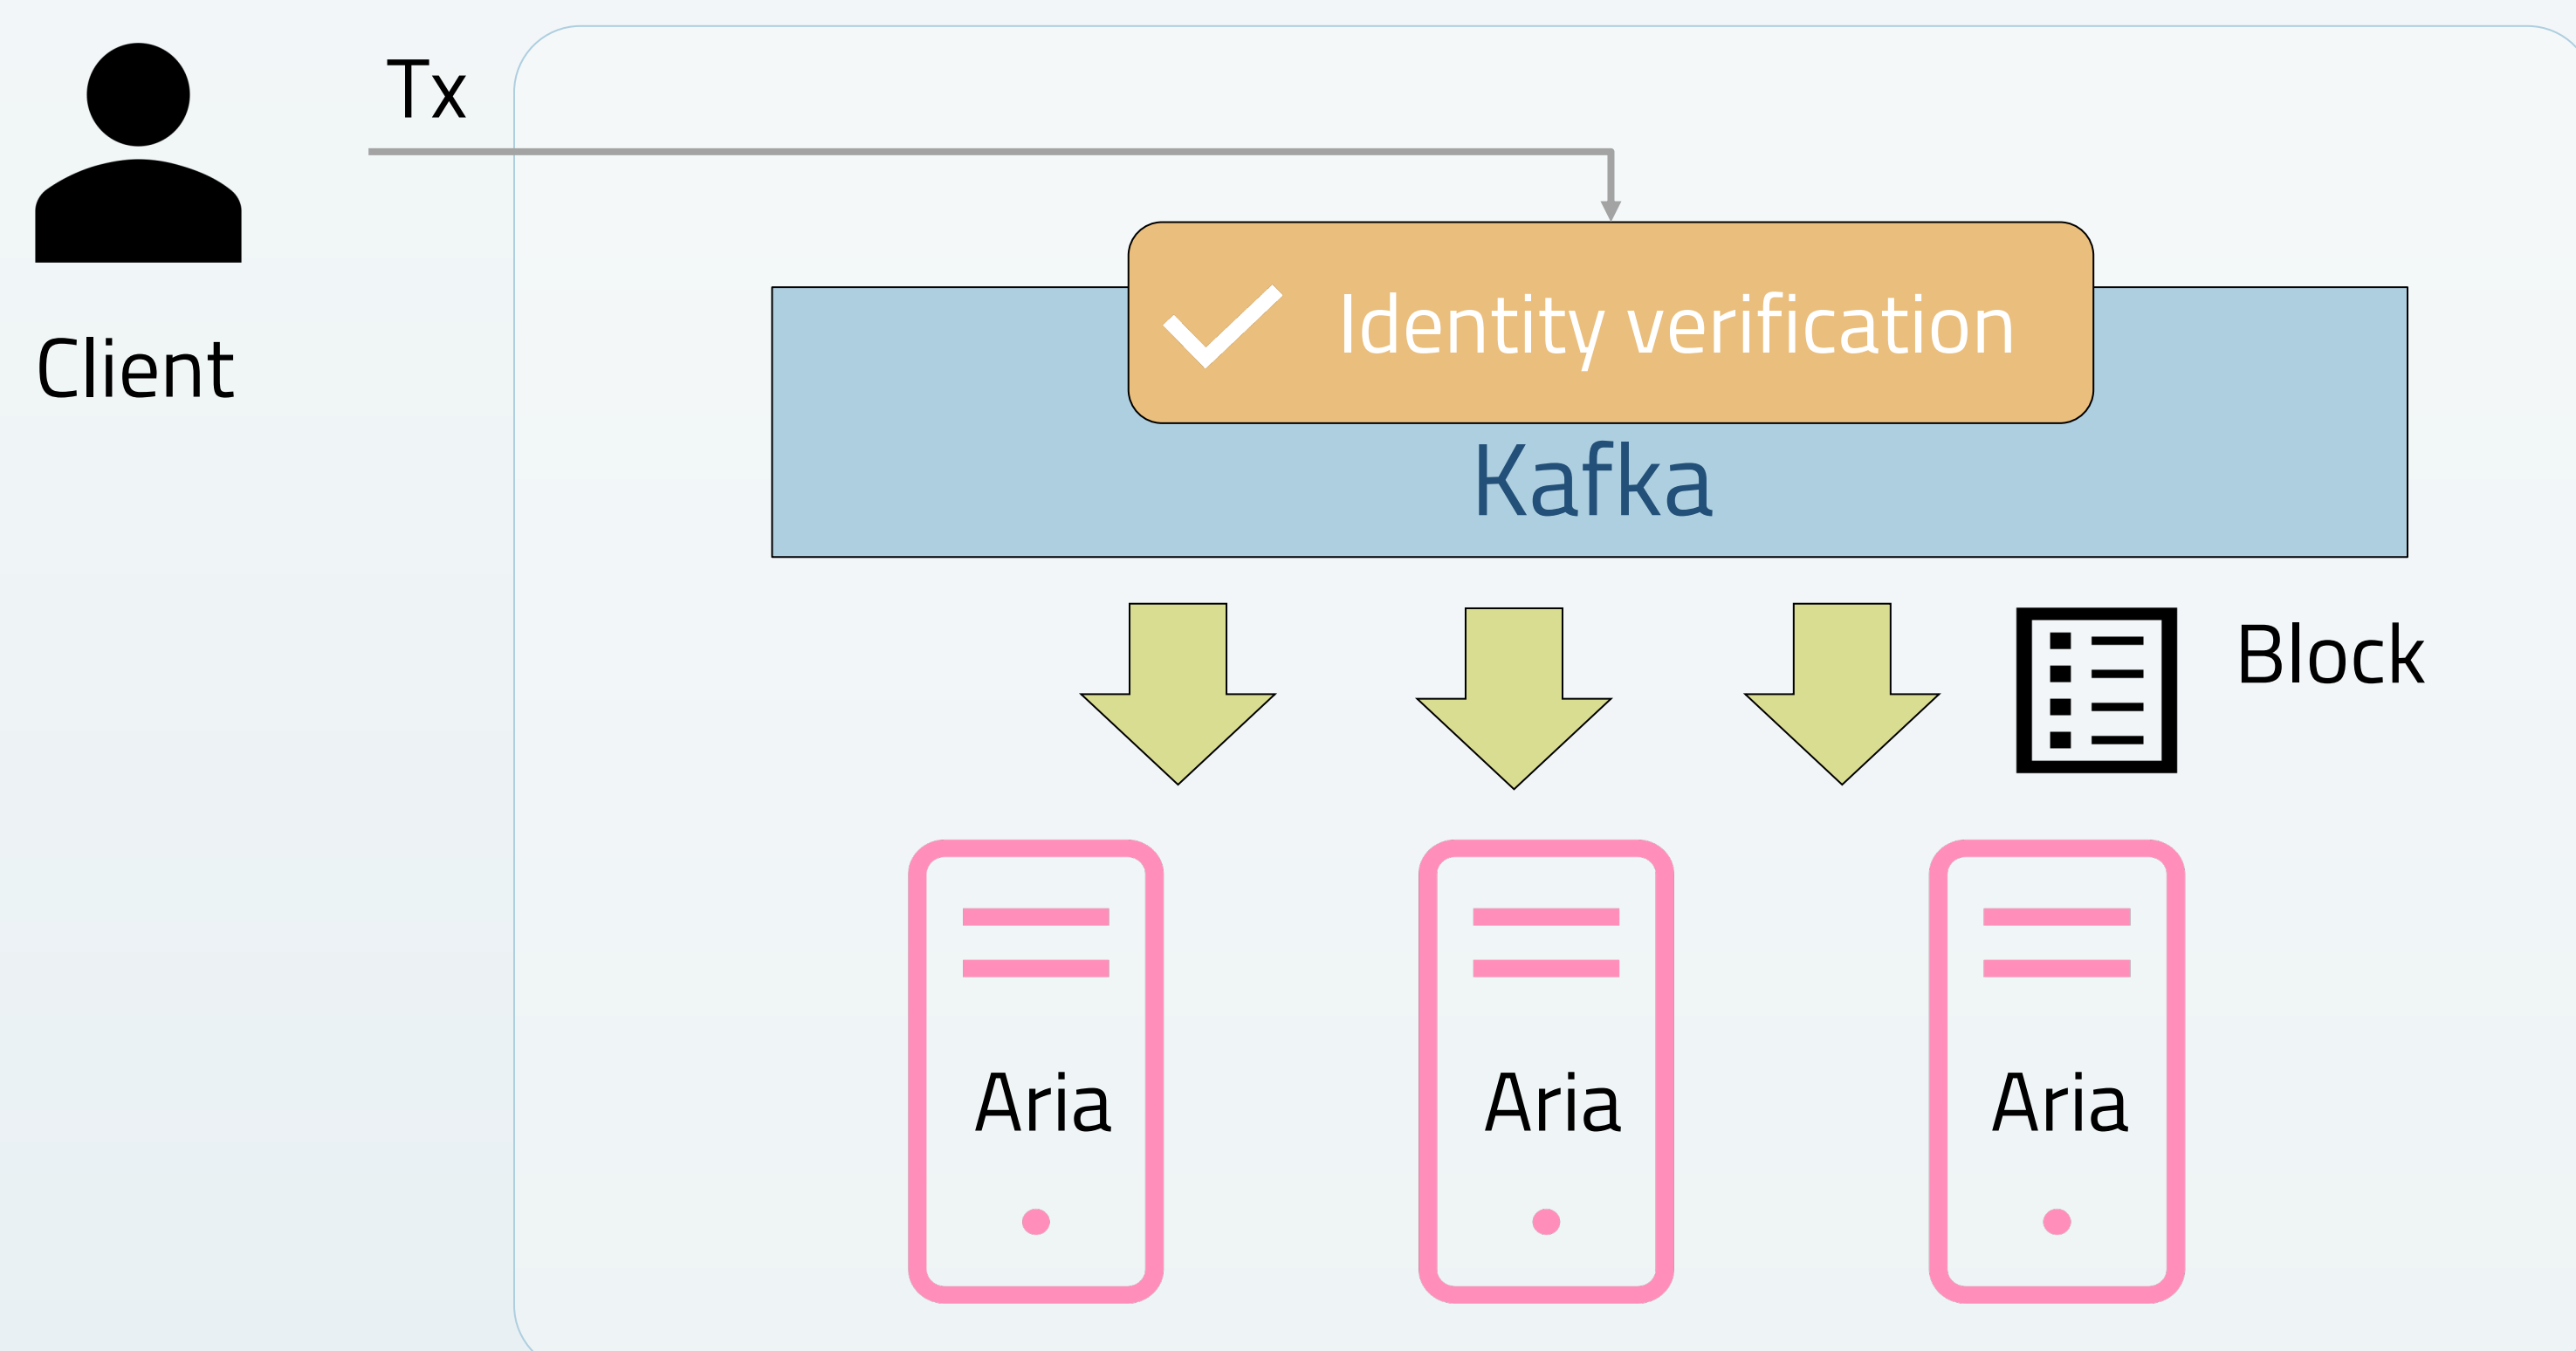 Tx
Client
Identity verification
Kafka
Block
Aria
Aria
Aria